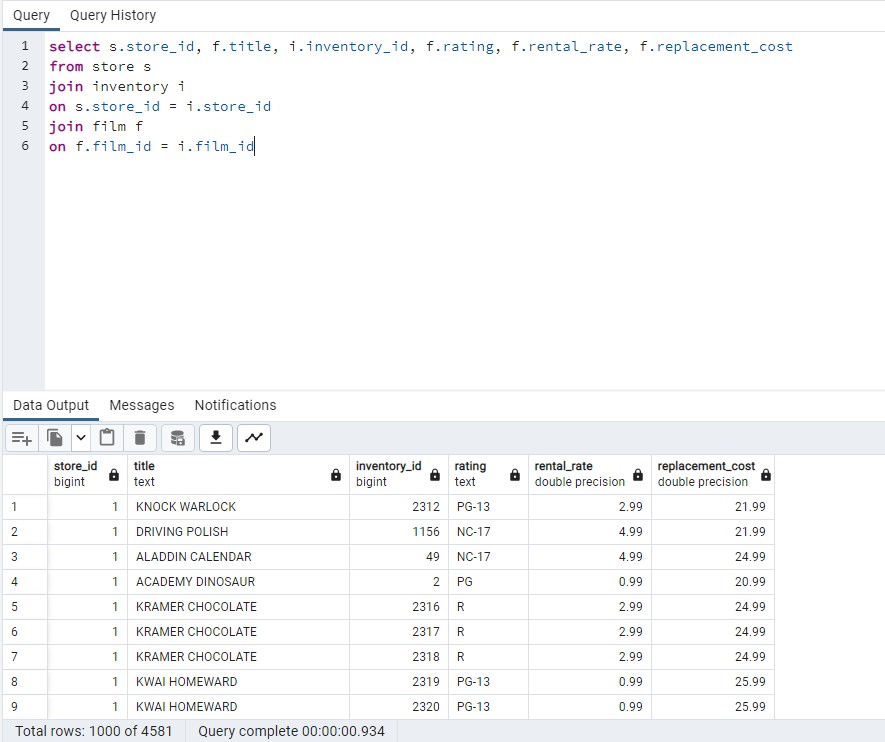 Query Query History
1 select s.store_id, f.title, i.inventory_id, f.rating, f.rental_rate, f.replacement_cost
2 from store s
3 join inventory i
4 on s.store_id = i.store_id
5 join film f
6 on f.film_id = i.film_id
Data Output Messages Notifications
store_id title inventory_id rating rental_rate replacement_cost
bigint text bigint text double precision double precision
1 1 KNOCK WARLOCK 2312 PG-13 2.99 21.99
2 1 DRIVING POLISH 1156 NC-17 4.99 21.99
3 1 ALADDIN CALENDAR 49 NC-17 4.99 24.99
4 1 ACADEMY DINOSAUR 2 PG 0.99 20.99
5 1 KRAMER CHOCOLATE 2316 R 2.99 24.99
6 1 KRAMER CHOCOLATE 2317 R 2.99 24.99
7 1 KRAMER CHOCOLATE 2318 R 2.99 24.99
8 1 KWAI HOMEWARD 2319 PG-13 0.99 25.99
9 1 KWAI HOMEWARD 2320 PG-13 0.99 25.99
Total rows: 1000 of 4581 Query complete 00:00:00.934